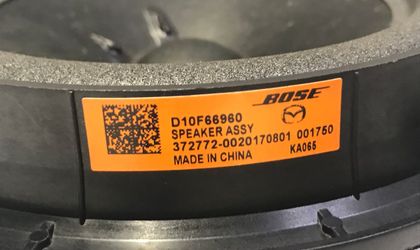 D10F66960 BOSE
SPEAKER ASSY
372772-0020170801 001750
MADE IN CHINA KA065